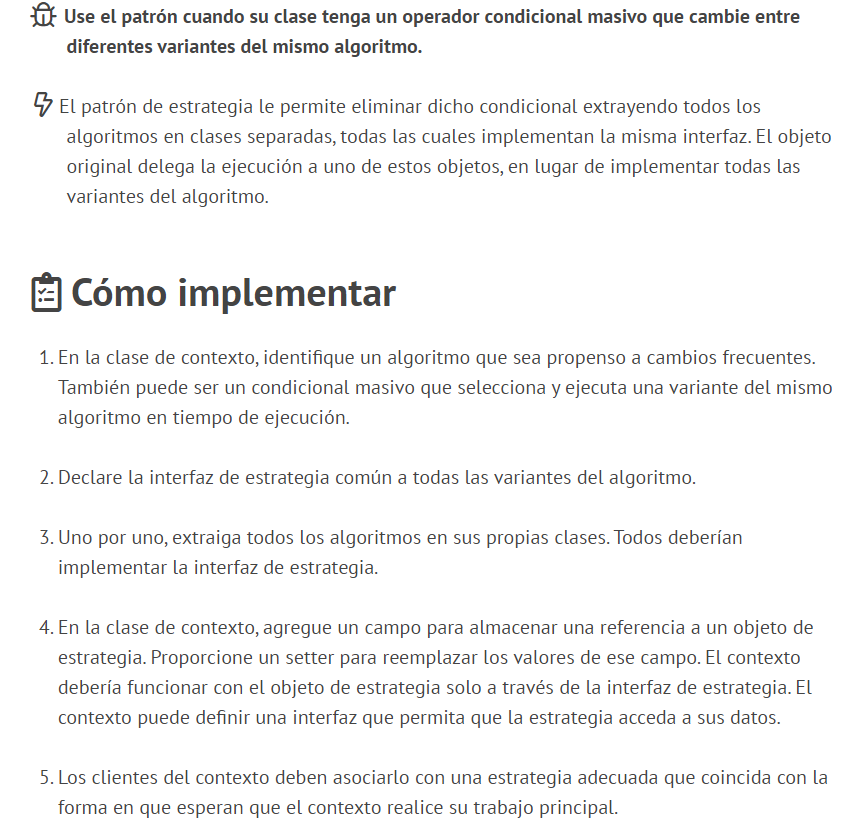 Use el patrón cuando su clase tenga un operador condicional masivo que cambie entre
diferentes variantes del mismo algoritmo.
El patrón de estrategia le permite eliminar dicho condicional extrayendo todos los
algoritmos en clases separadas, todas las cuales implementan la misma interfaz. El objeto
original delega la ejecución a uno de estos objetos, en lugar de implementar todas las
variantes del algoritmo.
Cómo implementar
1. En la clase de contexto, identifique un algoritmo que sea propenso a cambios frecuentes.
También puede ser un condicional masivo que selecciona y ejecuta una variante del mismo
algoritmo en tiempo de ejecución.
2. Declare la interfaz de estrategia común a todas las variantes del algoritmo.
3. Uno por uno, extraiga todos los algoritmos en sus propias clases. Todos deberían
implementar la interfaz de estrategia.
4. En la clase de contexto, agregue un campo para almacenar una referencia a un objeto de
estrategia. Proporcione un setter para reemplazar los valores de ese campo. El contexto
debería funcionar con el objeto de estrategia solo a través de la interfaz de estrategia. El
contexto puede definir una interfaz que permita que la estrategia acceda a sus datos.
5. Los clientes del contexto deben asociarlo con una estrategia adecuada que coincida con la
forma en que esperan que el contexto realice su trabajo principal.